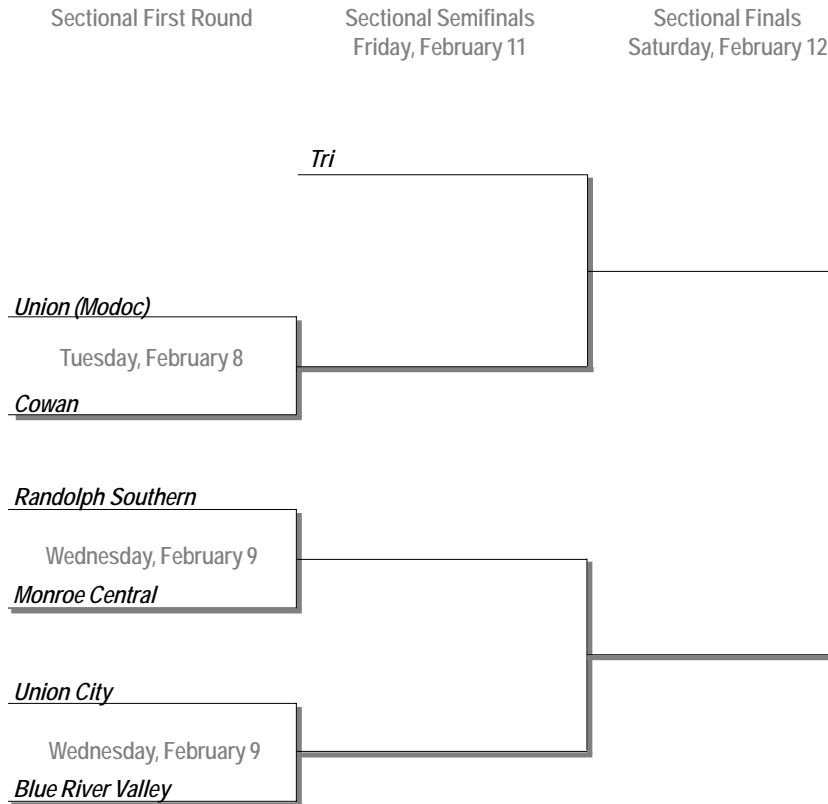 Sectional First Round
Sectional Semifinals
Friday, February 11
Sectional Finals
Saturday, February 12
Tri
Union (Modoc)
Tuesday, February 8
Cowan
Randolph Southern
Wednesday, February 9
Monroe Central
Union City
Wednesday, February 9
Blue River Valley